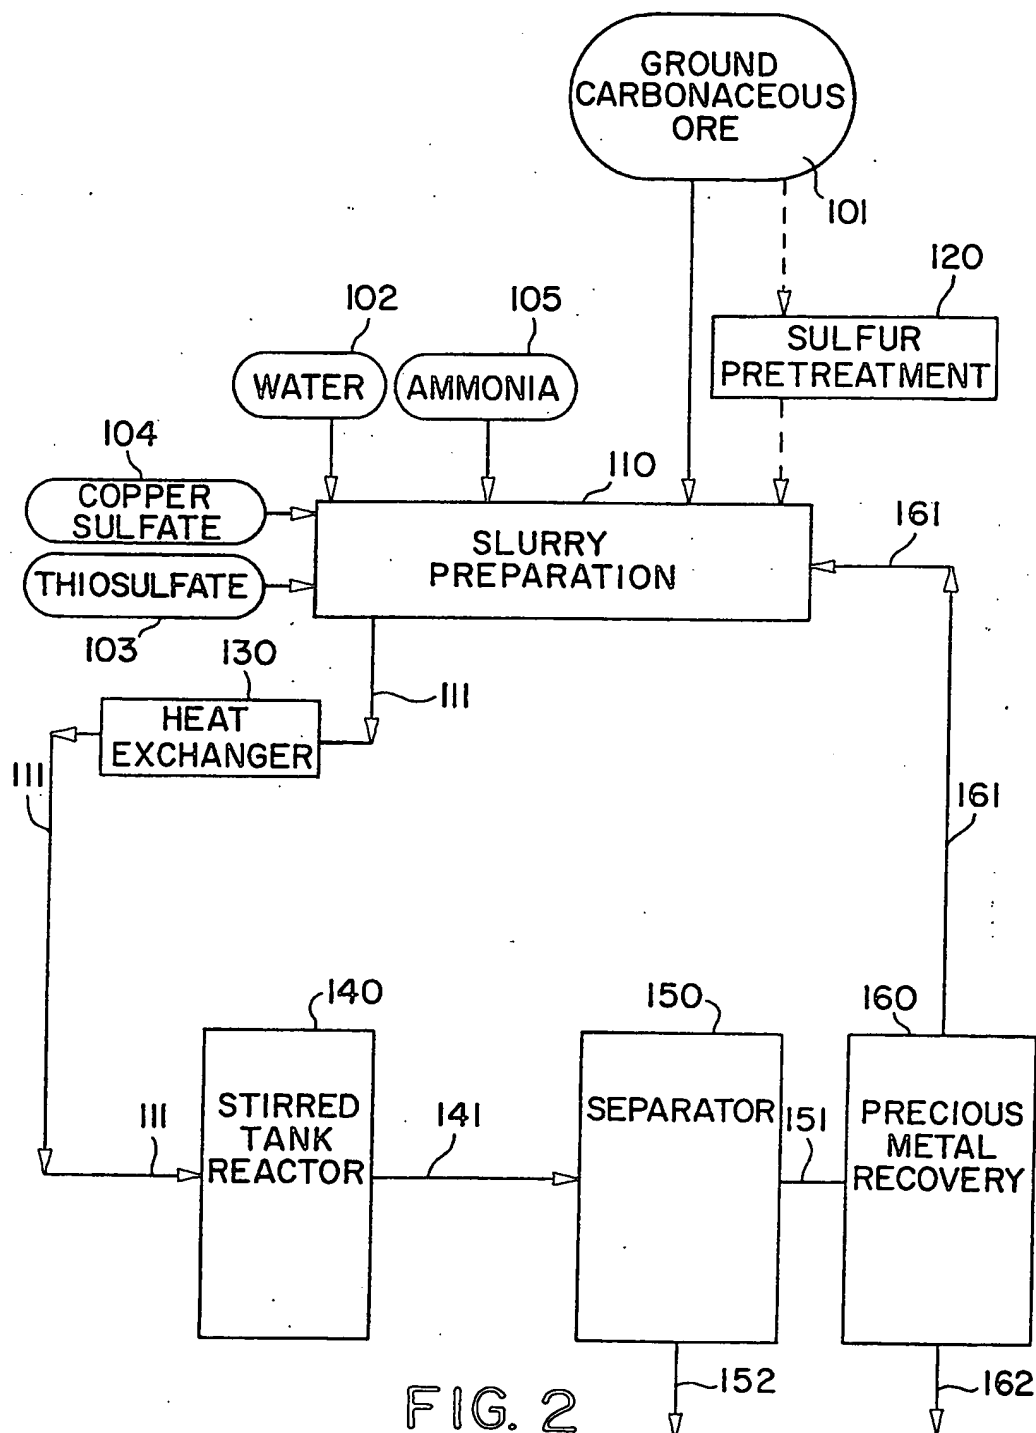 GROUND
CARBONACEOUS
ORE
101
120
SULFUR
PRETREATMENT
102
105
WATER
AMMONIA
104
COPPER
SULFATE
110
SLURRY
PREPARATION
161
THIOSULFATE
103
130
111
HEAT
EXCHANGER
111
161
140
150
160
STIRRED
TANK
REACTOR
111
141
SEPARATOR
151
PRECIOUS
METAL
RECOVERY
152
162
FIG. 2